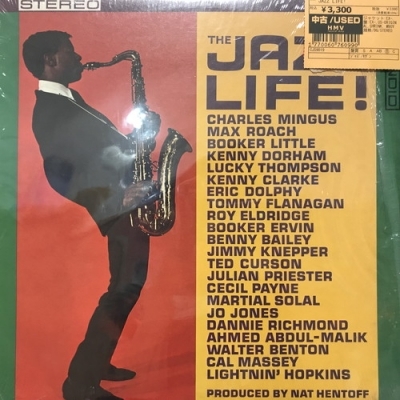 STEREO
THE
JAZZ
LIFE!
CHARLES MINGUS
MAX ROACH
BOOKER LITTLE
KENNY DORHAM
LUCKY THOMPSON
KENNY CLARKE
ERIC DOLPHY
TOMMY FLANAGAN
ROY ELDRIDGE
BOOKER ERVIN
BENNY BAILEY
JIMMY KNEPPER
TED CURSON
JULIAN PRIESTER
CECIL PAYNE
MARTIAL SOLAL
JO JONES
DANNIE RICHMOND
AHMED ABDUL-MALIK
WALTER BENTON
CAL MASSEY
LIGHTNIN' HOPKINS
PRODUCED BY NAT HENTOFF
JAZZ LIFE!
¥3,300
中古/USED
HMV